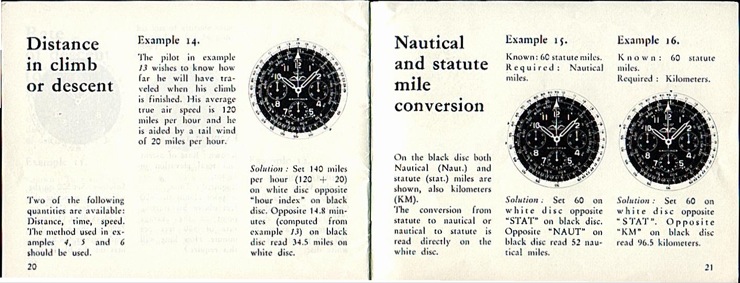 Distance
in climb
or descent
Two of the following
quantities are available:
Distance, time, speed.
The method used in ex-
amples 4, 5 and 6
should be used.
20
Example 14.
The pilot in example
13 wishes to know how
far he will have tra-
veled when his climb
is finished. His average
true air speed is 120
miles per hour and he
is aided by a tail wind
of 20 miles per hour.
Solution: Set 140 miles
per hour (120 + 20)
on white disc opposite
"hour index" on black
disc. Opposite 14.8 min-
utes (computed from
example 13) on black
disc read 34.5 miles on
white disc.
Nautical
and statute
mile
conversion
On the black disc both
Nautical (Naut.) and
statute (stat.) miles are
shown, also kilometers
(KM).
The conversion from
statute to nautical or
nautical to statute is
read directly on the
white disc.
Example 15.
Known: 60 statute miles.
Required: Nautical
miles.
Solution: Set 60 on
white disc opposite
"STAT" on black disc.
Opposite "NAUT" on
black disc read 52 nau-
tical miles.
Example 16.
Known: 60 statute
miles.
Required: Kilometers.
Solution: Set 60 on
white disc opposite
"STAT". Opposite
"KM" on black disc
read 96.5 kilometers.
21